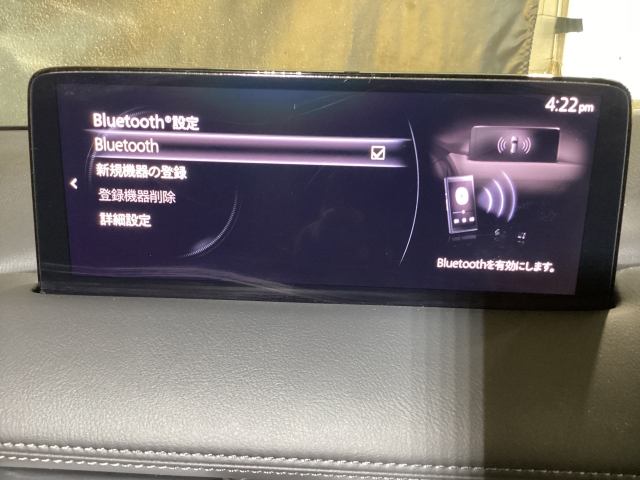 4:22 pm
Bluetooth®設定
Bluetooth
新規機器の登録
登録機器削除
詳細設定
Bluetoothを有効にします。